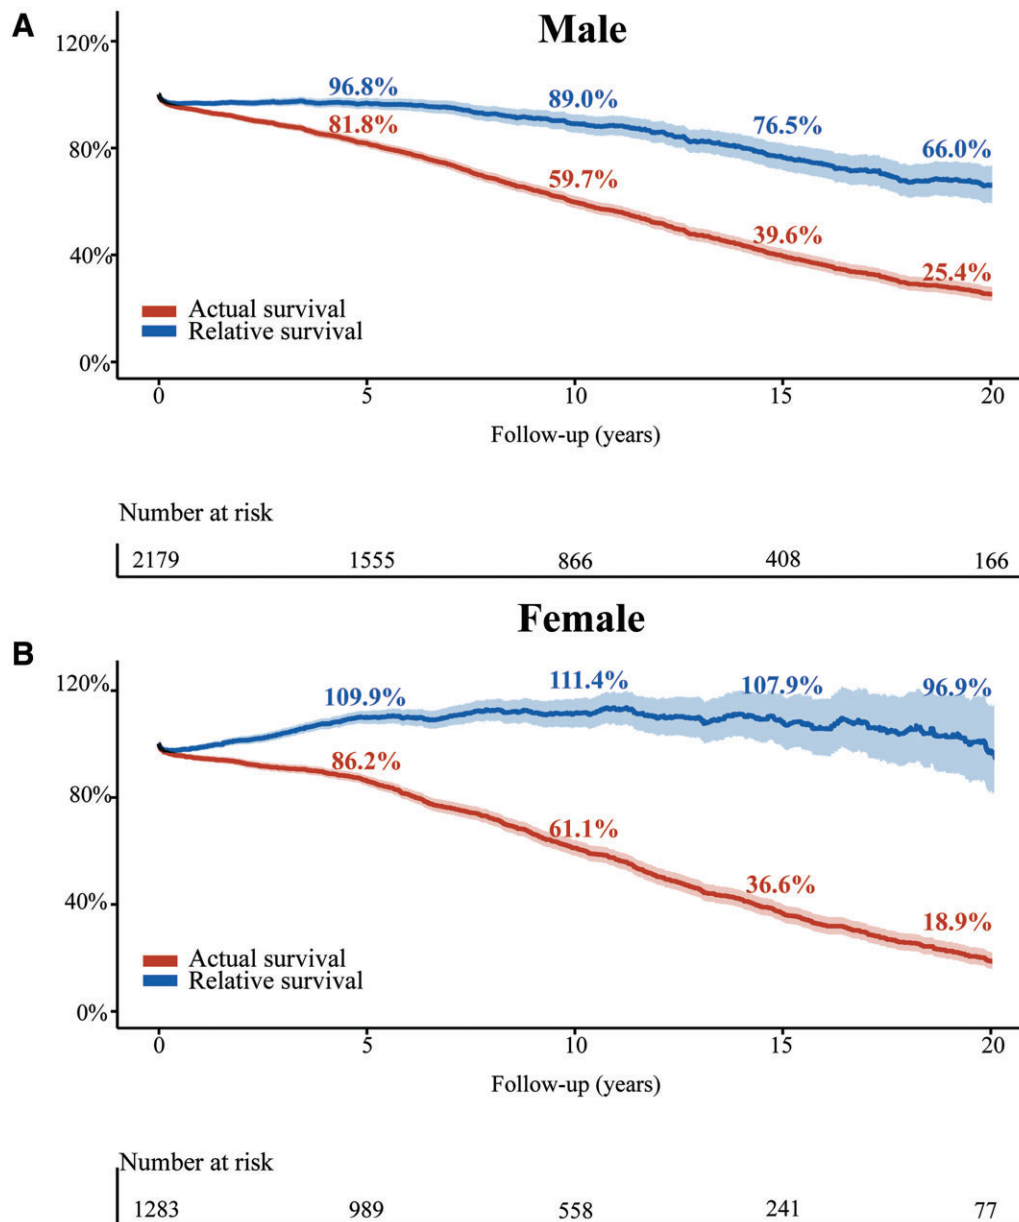 A
Male
120%
96.8%
89.0%
81.8%
80%
76.5%
66.0%
59.7%
39.6%
40%
25.4%
Actual survival
Relative survival
0%
0 5 10 15 20
Follow-up (years)
Number at risk
2179 1555 866 408 166
Female
B
120%
109.9%
111.4%
107.9%
96.9%
86.2%
80%
61.1%
36.6%
40%
18.9%
Actual survival
Relative survival
0%
0 5 10 15 20
Follow-up (years)
Number at risk
1283 989 558 241 77